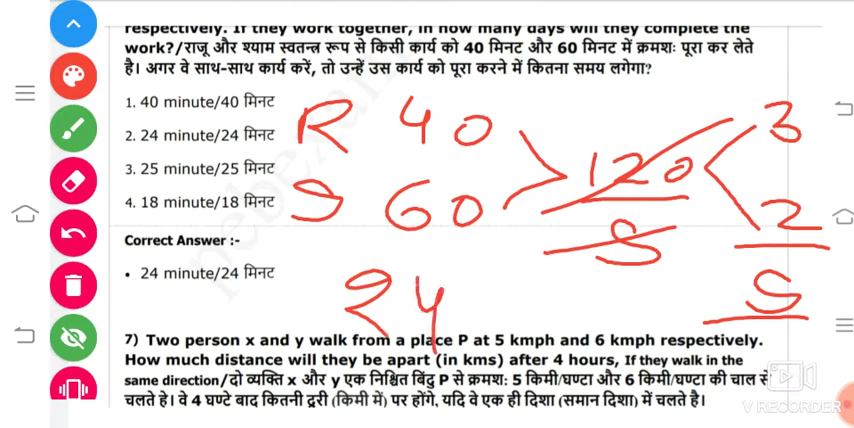 respectively. If they work together, in how many days will they complete the
work?/राजू और श्याम स्वतन्त्र रूप से किसी कार्य को 40 मिनट और 60 मिनट में क्रमशः पूरा कर लेते
है। अगर वे साथ-साथ कार्य करें, तो उन्हें उस कार्य को पूरा करने में कितना समय लगेगा?
1. 40 minute/40 मिनट
2. 24 minute/24 मिनट
3. 25 minute/25 मिनट
4. 18 minute/18 मिनट
R 40
S 60
120
5
3
2
5
Correct Answer :-
• 24 minute/24 मिनट
24
7) Two person x and y walk from a place P at 5 kmph and 6 kmph respectively.
How much distance will they be apart (in kms) after 4 hours, If they walk in the
same direction/दो व्यक्ति x और y एक निश्चित बिंदु P से क्रमशः 5 किमी/घण्टा और 6 किमी/घण्टा की चाल से
चलते हे। वे 4 घण्टे बाद कितनी दूरी (किमी में) पर होंगे, यदि वे एक ही दिशा (समान दिशा) में चलते है।
V RECORDER